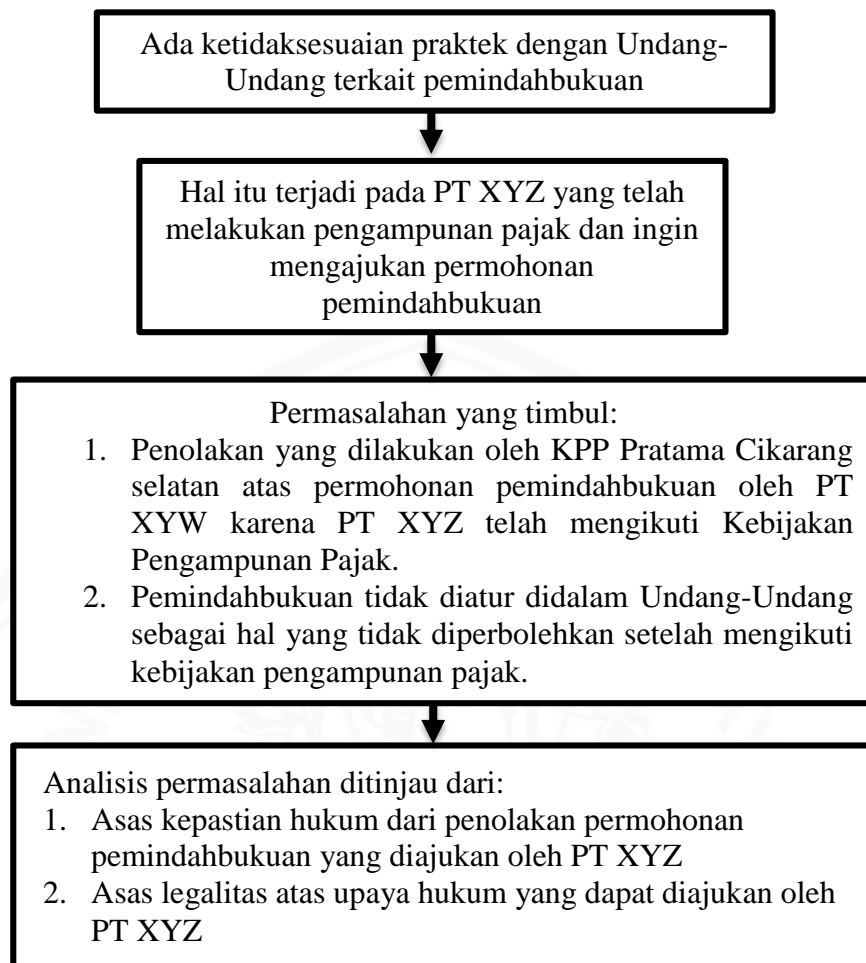 Ada ketidaksesuaian praktek dengan Undang-
Undang terkait pemindahbukuan
Hal itu terjadi pada PT XYZ yang telah
melakukan pengampunan pajak dan ingin
mengajukan permohonan
pemindahbukuan
Permasalahan yang timbul:
1. Penolakan yang dilakukan oleh KPP Pratama Cikarang
selatan atas permohonan pemindahbukuan oleh PT
XYW karena PT XYZ telah mengikuti Kebijakan
Pengampunan Pajak.
2. Pemindahbukuan tidak diatur didalam Undang-Undang
sebagai hal yang tidak diperbolehkan setelah mengikuti
kebijakan pengampunan pajak.
Analisis permasalahan ditinjau dari:
1. Asas kepastian hukum dari penolakan permohonan
pemindahbukuan yang diajukan oleh PT XYZ
2. Asas legalitas atas upaya hukum yang dapat diajukan oleh
PT XYZ